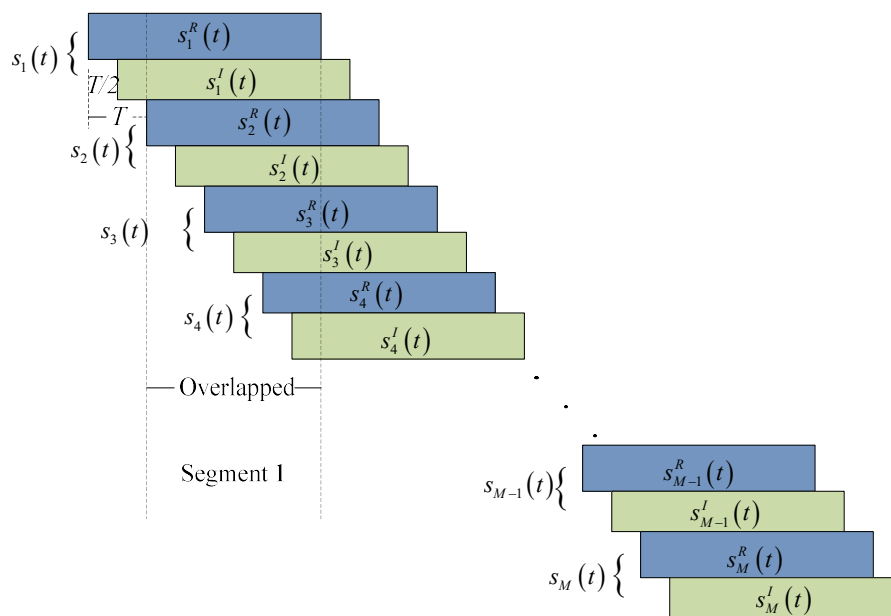 s_1^R(t)
s_1(t) {
T/2
s_1^I(t)
T
s_2^R(t)
s_2(t) {
s_2^I(t)
s_3^R(t)
s_3(t) {
s_3^I(t)
s_4^R(t)
s_4(t) {
s_4^I(t)
Overlapped
Segment 1
s_{M-1}^R(t)
s_{M-1}(t) {
s_{M-1}^I(t)
s_M^R(t)
s_M(t) {
s_M^I(t)